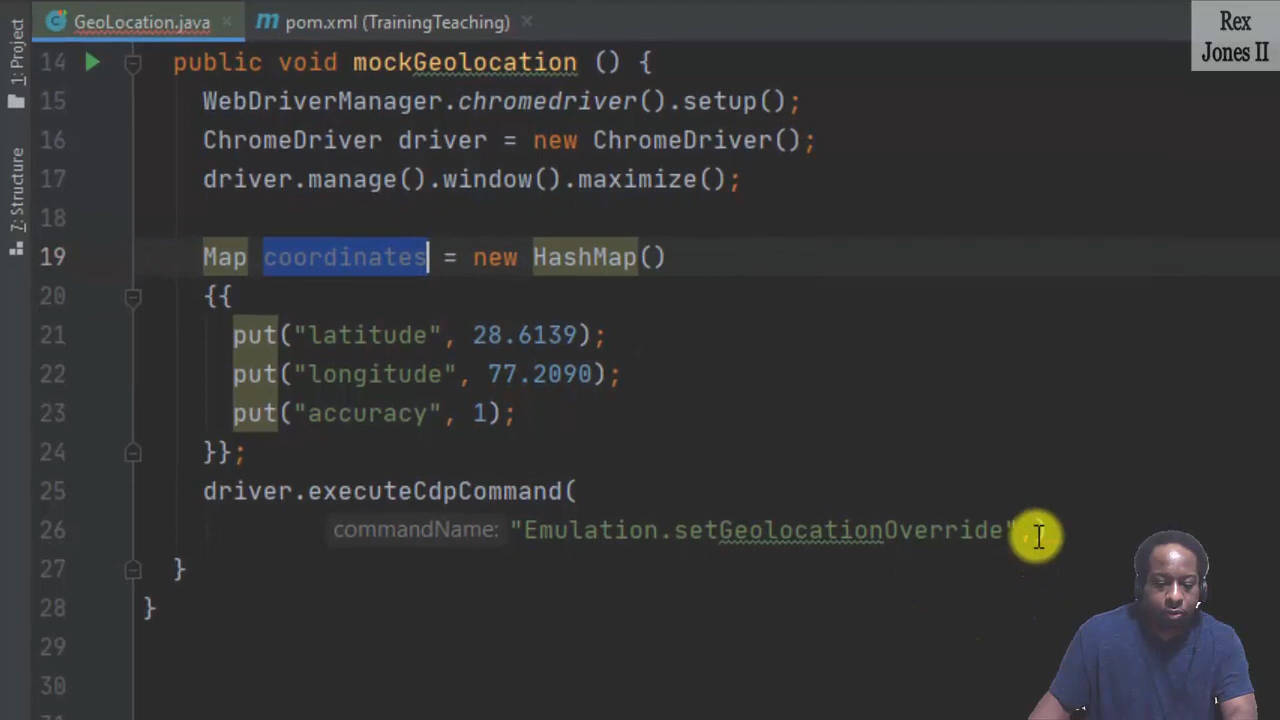 GeoLocation.java
pom.xml (TrainingTeaching)
Rex
Jones II
1: Project
7: Structure
14 public void mockGeolocation () {
15 WebDriverManager.chromedriver().setup();
16 ChromeDriver driver = new ChromeDriver();
17 driver.manage().window().maximize();
18
19 Map coordinates = new HashMap()
20 {{
21 put("latitude", 28.6139);
22 put("longitude", 77.2090);
23 put("accuracy", 1);
24 }};
25 driver.executeCdpCommand(
26 commandName: "Emulation.setGeolocationOverride",
27 }
28 }
29
30